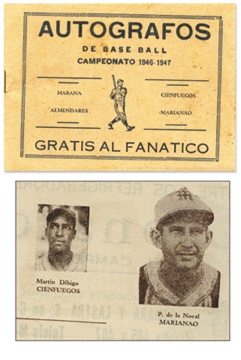 AUTOGRAFOS
DE BASE BALL
CAMPEONATO 1946-1947
HABANA
CIENFUEGOS
ALMENDARES
MARIANAO
GRATIS AL FANATICO
Martín Dihigo
CIENFUEGOS
M
P. de la Noval
MARIANAO